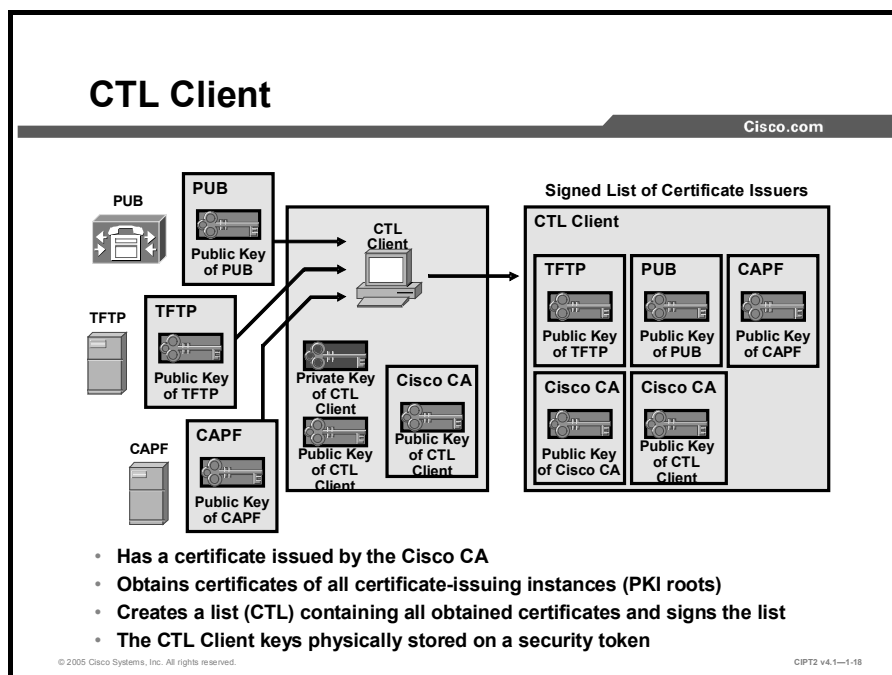 CTL Client
Cisco.com
PUB
PUB
Public Key
of PUB
TFTP
TFTP
Public Key
of TFTP
CAPF
CAPF
Public Key
of CAPF
CTL
Client
Private Key
of CTL
Client
Public Key
of CTL
Client
Cisco CA
Public Key
of CTL
Client
Signed List of Certificate Issuers
CTL Client
TFTP
Public Key
of TFTP
PUB
Public Key
of PUB
CAPF
Public Key
of CAPF
Cisco CA
Public Key
of Cisco CA
Cisco CA
Public Key
of CTL
Client
• Has a certificate issued by the Cisco CA
• Obtains certificates of all certificate-issuing instances (PKI roots)
• Creates a list (CTL) containing all obtained certificates and signs the list
• The CTL Client keys physically stored on a security token
© 2005 Cisco Systems, Inc. All rights reserved.
CIPT2 v4.1—1-18